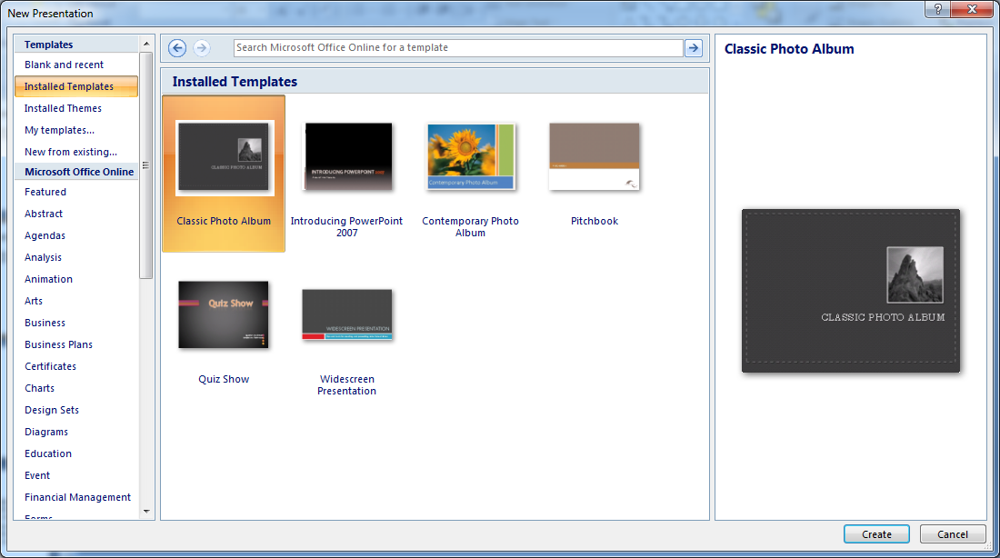 New Presentation
?
Templates
Blank and recent
Installed Templates
Installed Themes
My templates...
New from existing...
Microsoft Office Online
Featured
Abstract
Agendas
Analysis
Animation
Arts
Business
Business Plans
Certificates
Charts
Design Sets
Diagrams
Education
Event
Financial Management
Forms
Search Microsoft Office Online for a template
Installed Templates
CLASSIC PHOTO ALBUM
Classic Photo Album
INTRODUCING POWERPOINT 2007
Introducing PowerPoint
2007
Contemporary Photo Album
Contemporary Photo
Album
Pitchbook
Quiz Show
Quiz Show
WIDESCREEN PRESENTATION
Widescreen
Presentation
Classic Photo Album
CLASSIC PHOTO ALBUM
Create
Cancel